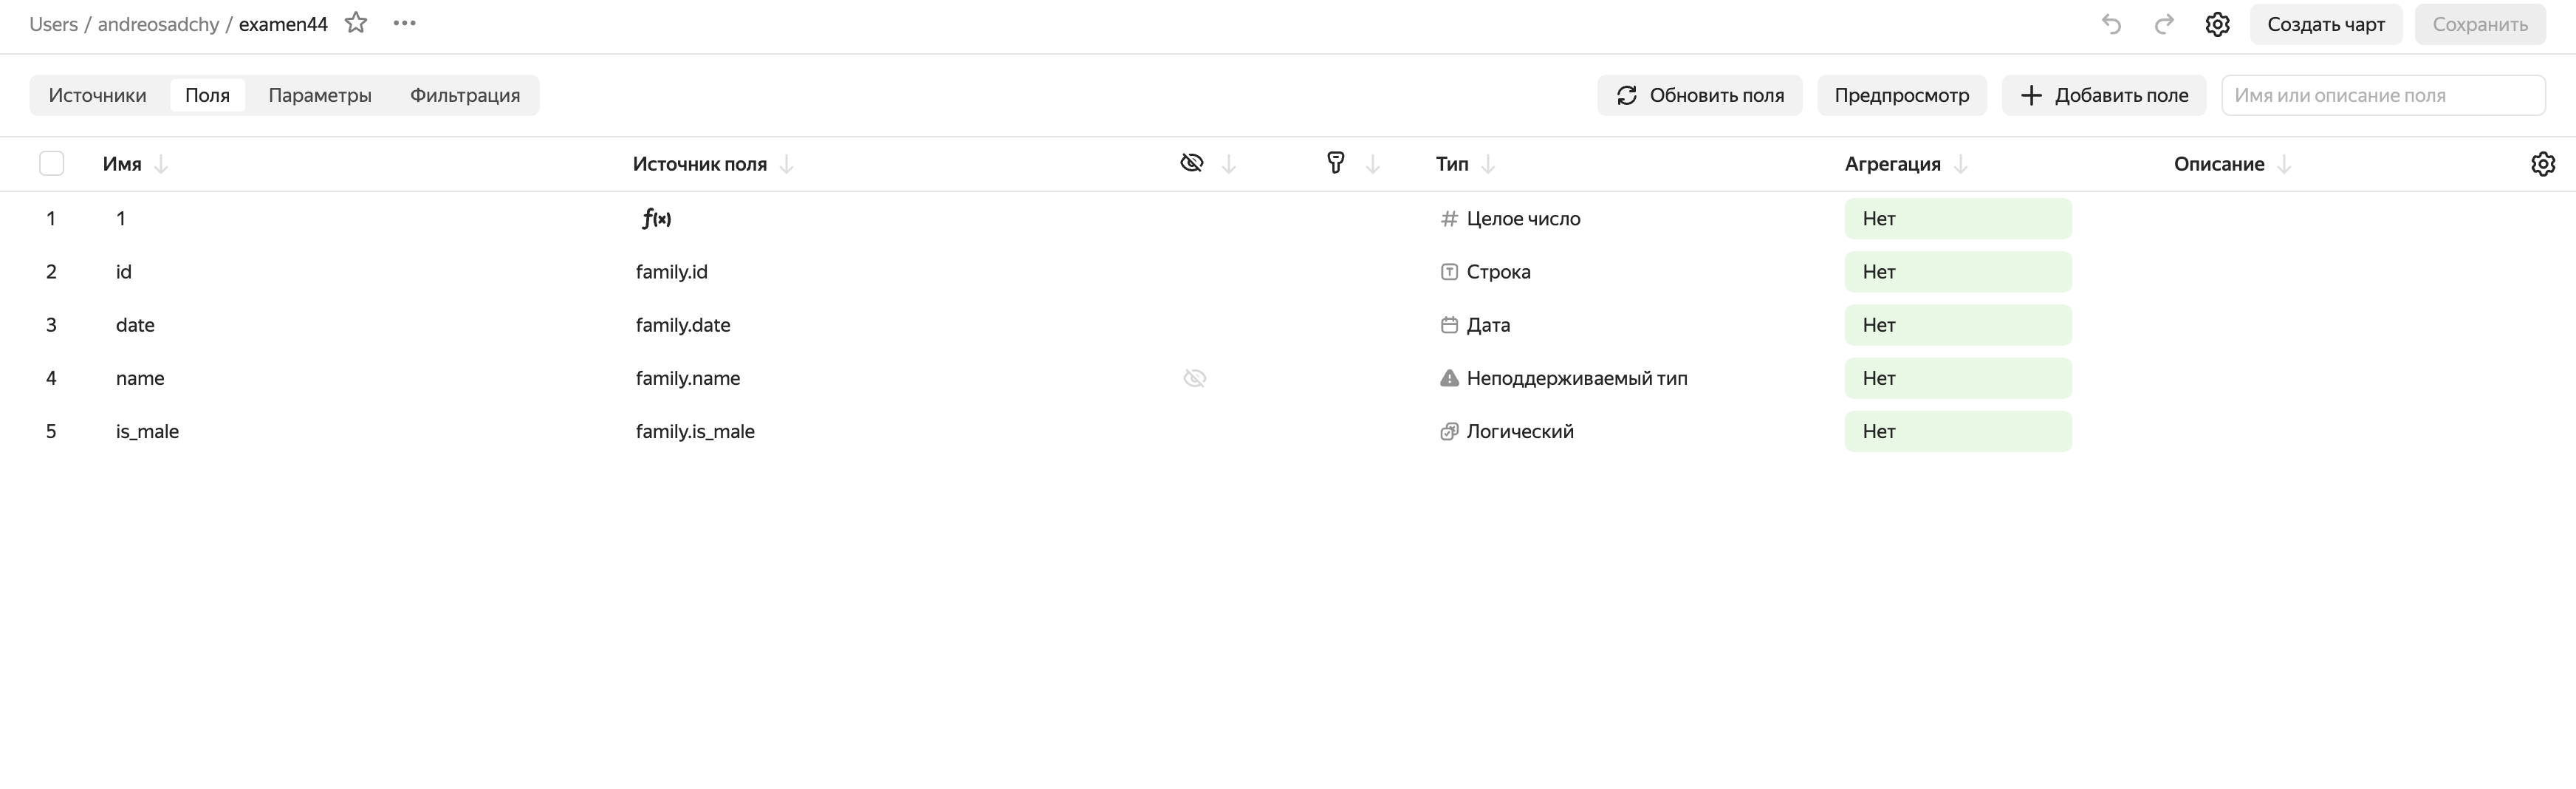 Users / andreosadchy / examen44 Создать чарт Сохранить
Источники Поля Параметры Фильтрация Обновить поля Предпросмотр Добавить поле Имя или описание поля
Имя Источник поля Тип Агрегация Описание
1 1 f(x) # Целое число Нет
2 id family.id Строка Нет
3 date family.date Дата Нет
4 name family.name Неподдерживаемый тип Нет
5 is_male family.is_male Логический Нет